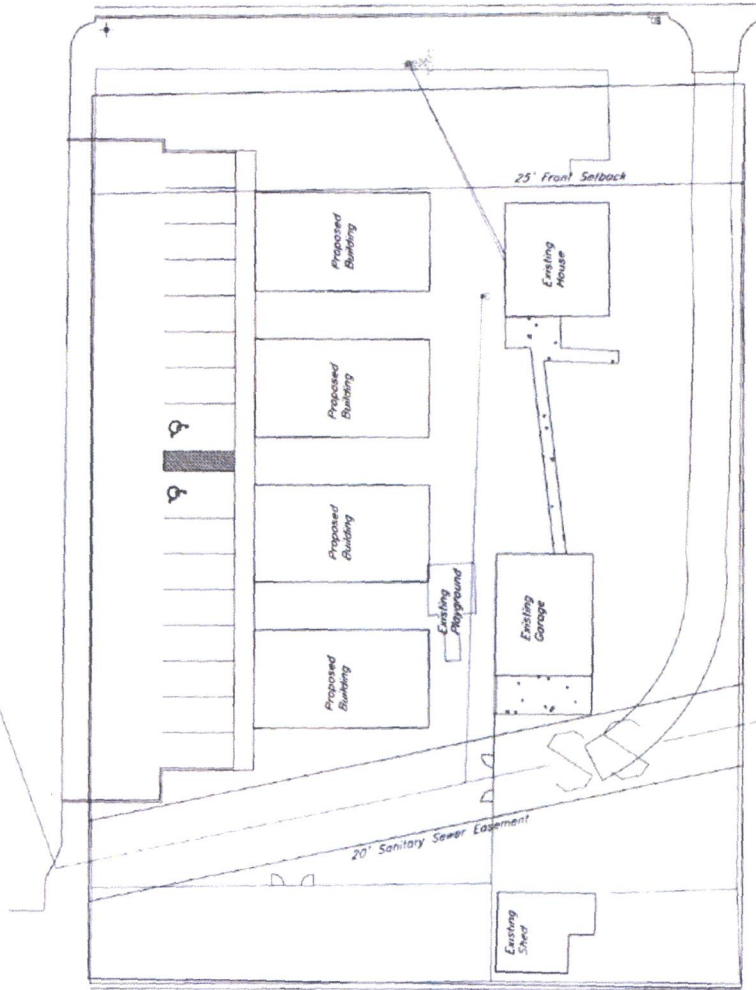 25' Front Setback
Proposed
Building
Existing
House
Proposed
Building
Proposed
Building
Existing
Playground
Existing
Garage
Proposed
Building
20' Sanitary Sewer Easement
Existing
Shed